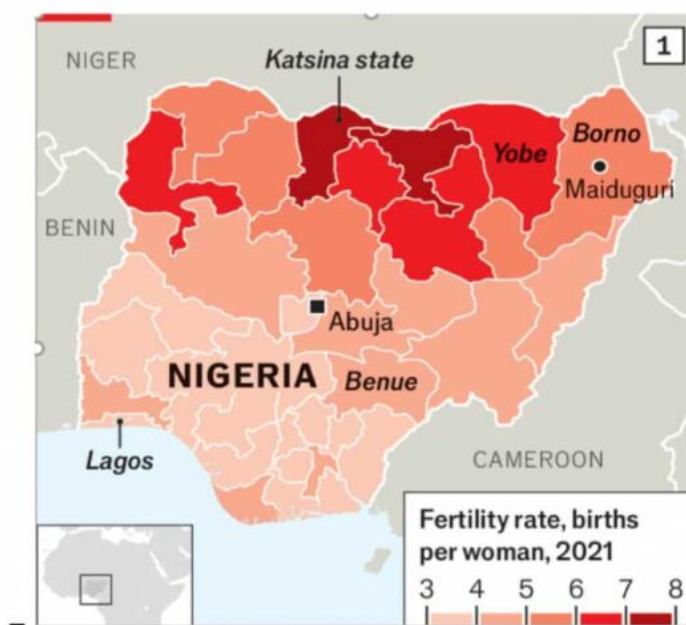 1
NIGER
Katsina state
Yobe
Borno
Maiduguri
BENIN
Abuja
NIGERIA
Benue
Lagos
CAMEROON
Fertility rate, births
per woman, 2021
3 4 5 6 7 8